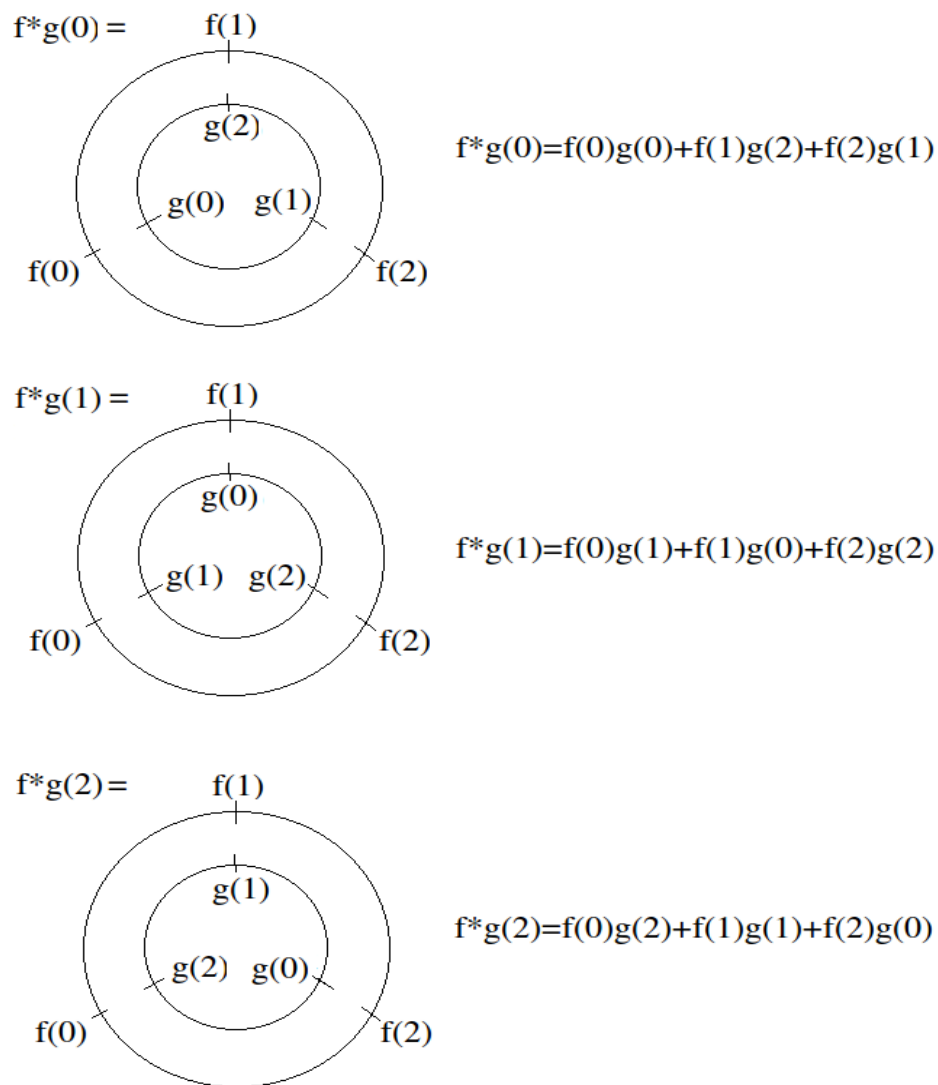 f*g(0) =
f(1)
g(2)
g(0) g(1)
f(0) f(2)
f*g(0)=f(0)g(0)+f(1)g(2)+f(2)g(1)
f*g(1) =
f(1)
g(0)
g(1) g(2)
f(0) f(2)
f*g(1)=f(0)g(1)+f(1)g(0)+f(2)g(2)
f*g(2) =
f(1)
g(1)
g(2) g(0)
f(0) f(2)
f*g(2)=f(0)g(2)+f(1)g(1)+f(2)g(0)